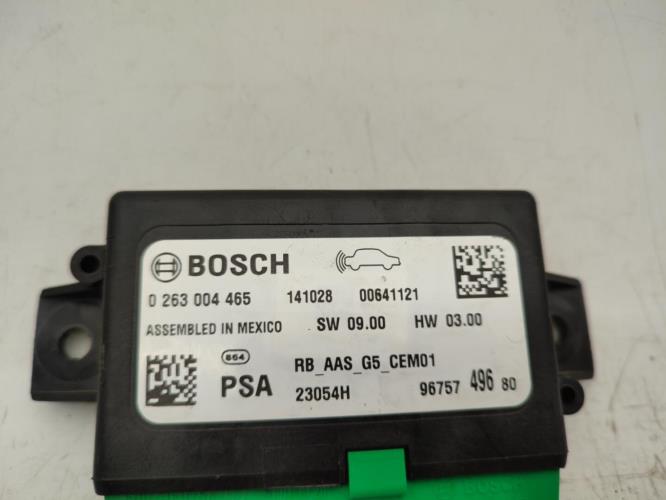 BOSCH
0 263 004 465 141028 00641121
ASSEMBLED IN MEXICO SW 09.00 HW 03.00
664 RB_AAS_G5_CEM01
PSA 23054H 96757 496 80
BOSCH